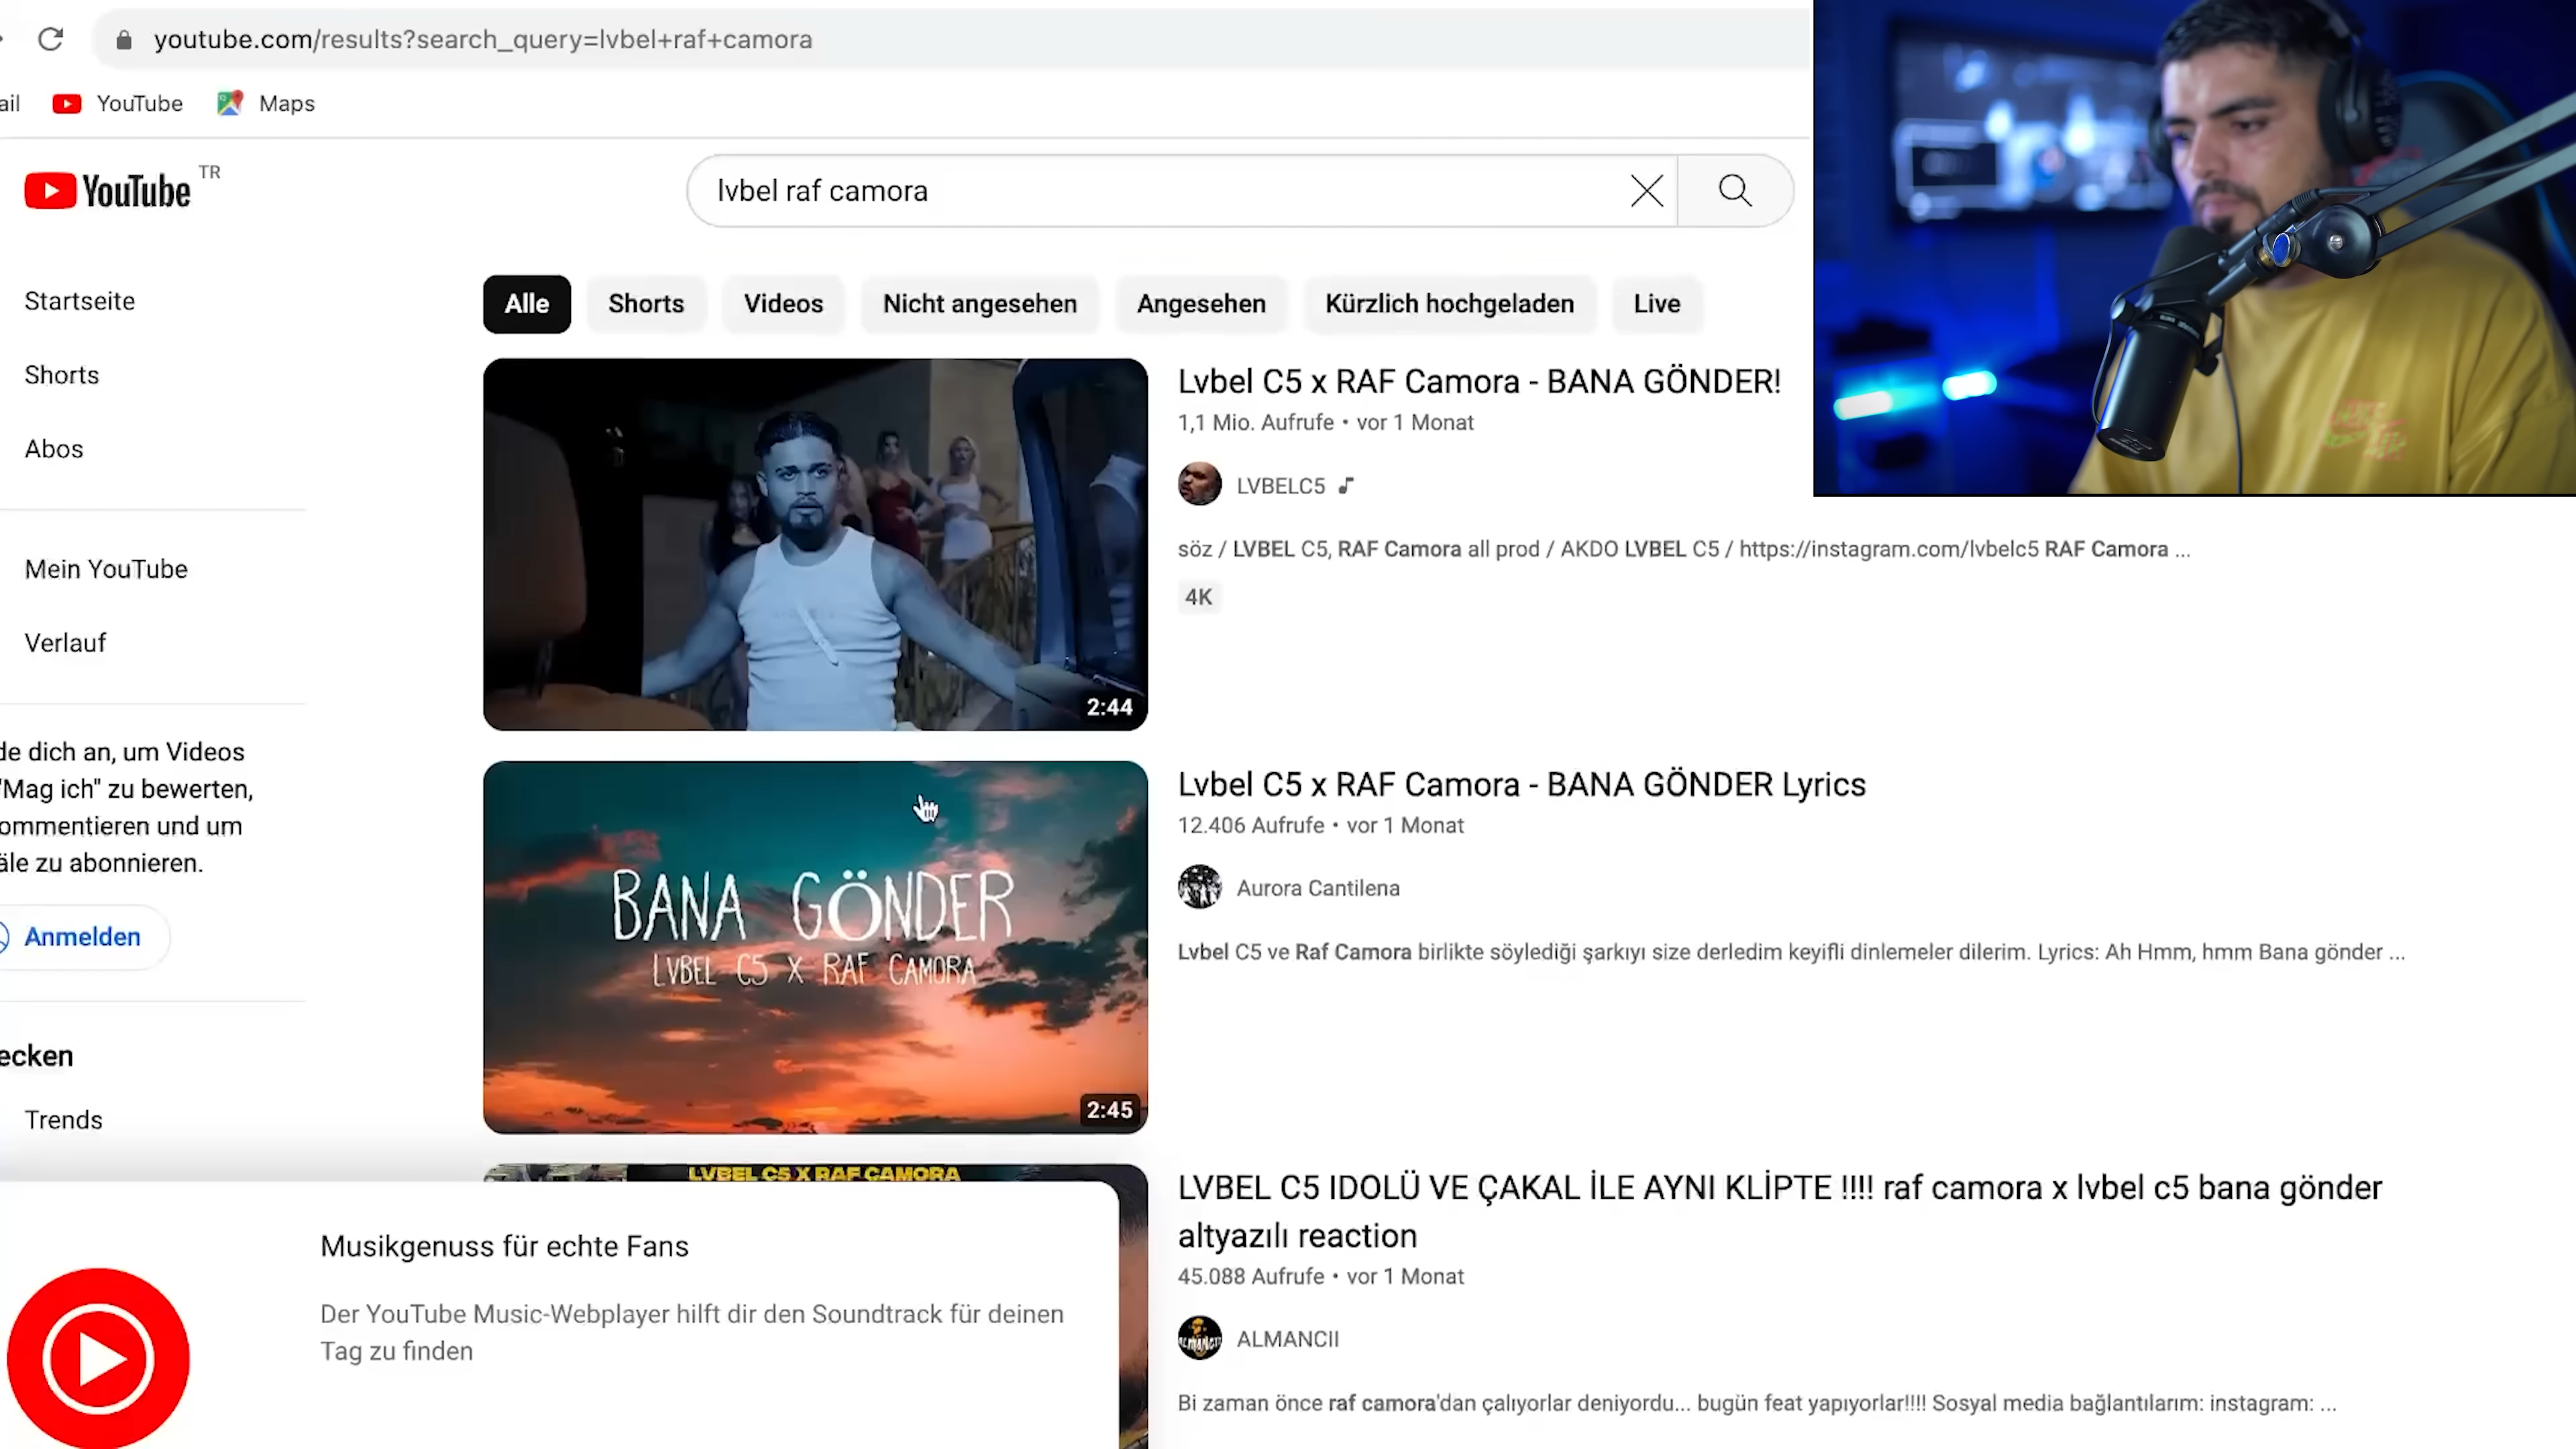 youtube.com/results?search_query=lvbel+raf+camora
ail YouTube Maps
YouTube TR
lvbel raf camora
Startseite
Shorts
Abos
Mein YouTube
Verlauf
de dich an, um Videos
"Mag ich" zu bewerten,
ommentieren und um
äle zu abonnieren.
Anmelden
ecken
Trends
Alle Shorts Videos Nicht angesehen Angesehen Kürzlich hochgeladen Live
2:44
Lvbel C5 x RAF Camora - BANA GÖNDER!
1,1 Mio. Aufrufe • vor 1 Monat
LVBELC5
söz / LVBEL C5, RAF Camora all prod / AKDO LVBEL C5 / https://instagram.com/lvbelc5 RAF Camora ...
4K
BANA GÖNDER
LVBEL C5 X RAF CAMORA
2:45
Lvbel C5 x RAF Camora - BANA GÖNDER Lyrics
12.406 Aufrufe • vor 1 Monat
Aurora Cantilena
Lvbel C5 ve Raf Camora birlikte söylediği şarkıyı size derledim keyifli dinlemeler dilerim. Lyrics: Ah Hmm, hmm Bana gönder ...
LVBEL C5 X RAF CAMORA
LVBEL C5 IDOLÜ VE ÇAKAL İLE AYNI KLİPTE !!!! raf camora x lvbel c5 bana gönder
altyazılı reaction
45.088 Aufrufe • vor 1 Monat
ALMANCII
Bi zaman önce raf camora'dan çalıyorlar deniyordu... bugün feat yapıyorlar!!!! Sosyal media bağlantılarım: instagram: ...
Musikgenuss für echte Fans
Der YouTube Music-Webplayer hilft dir den Soundtrack für deinen
Tag zu finden